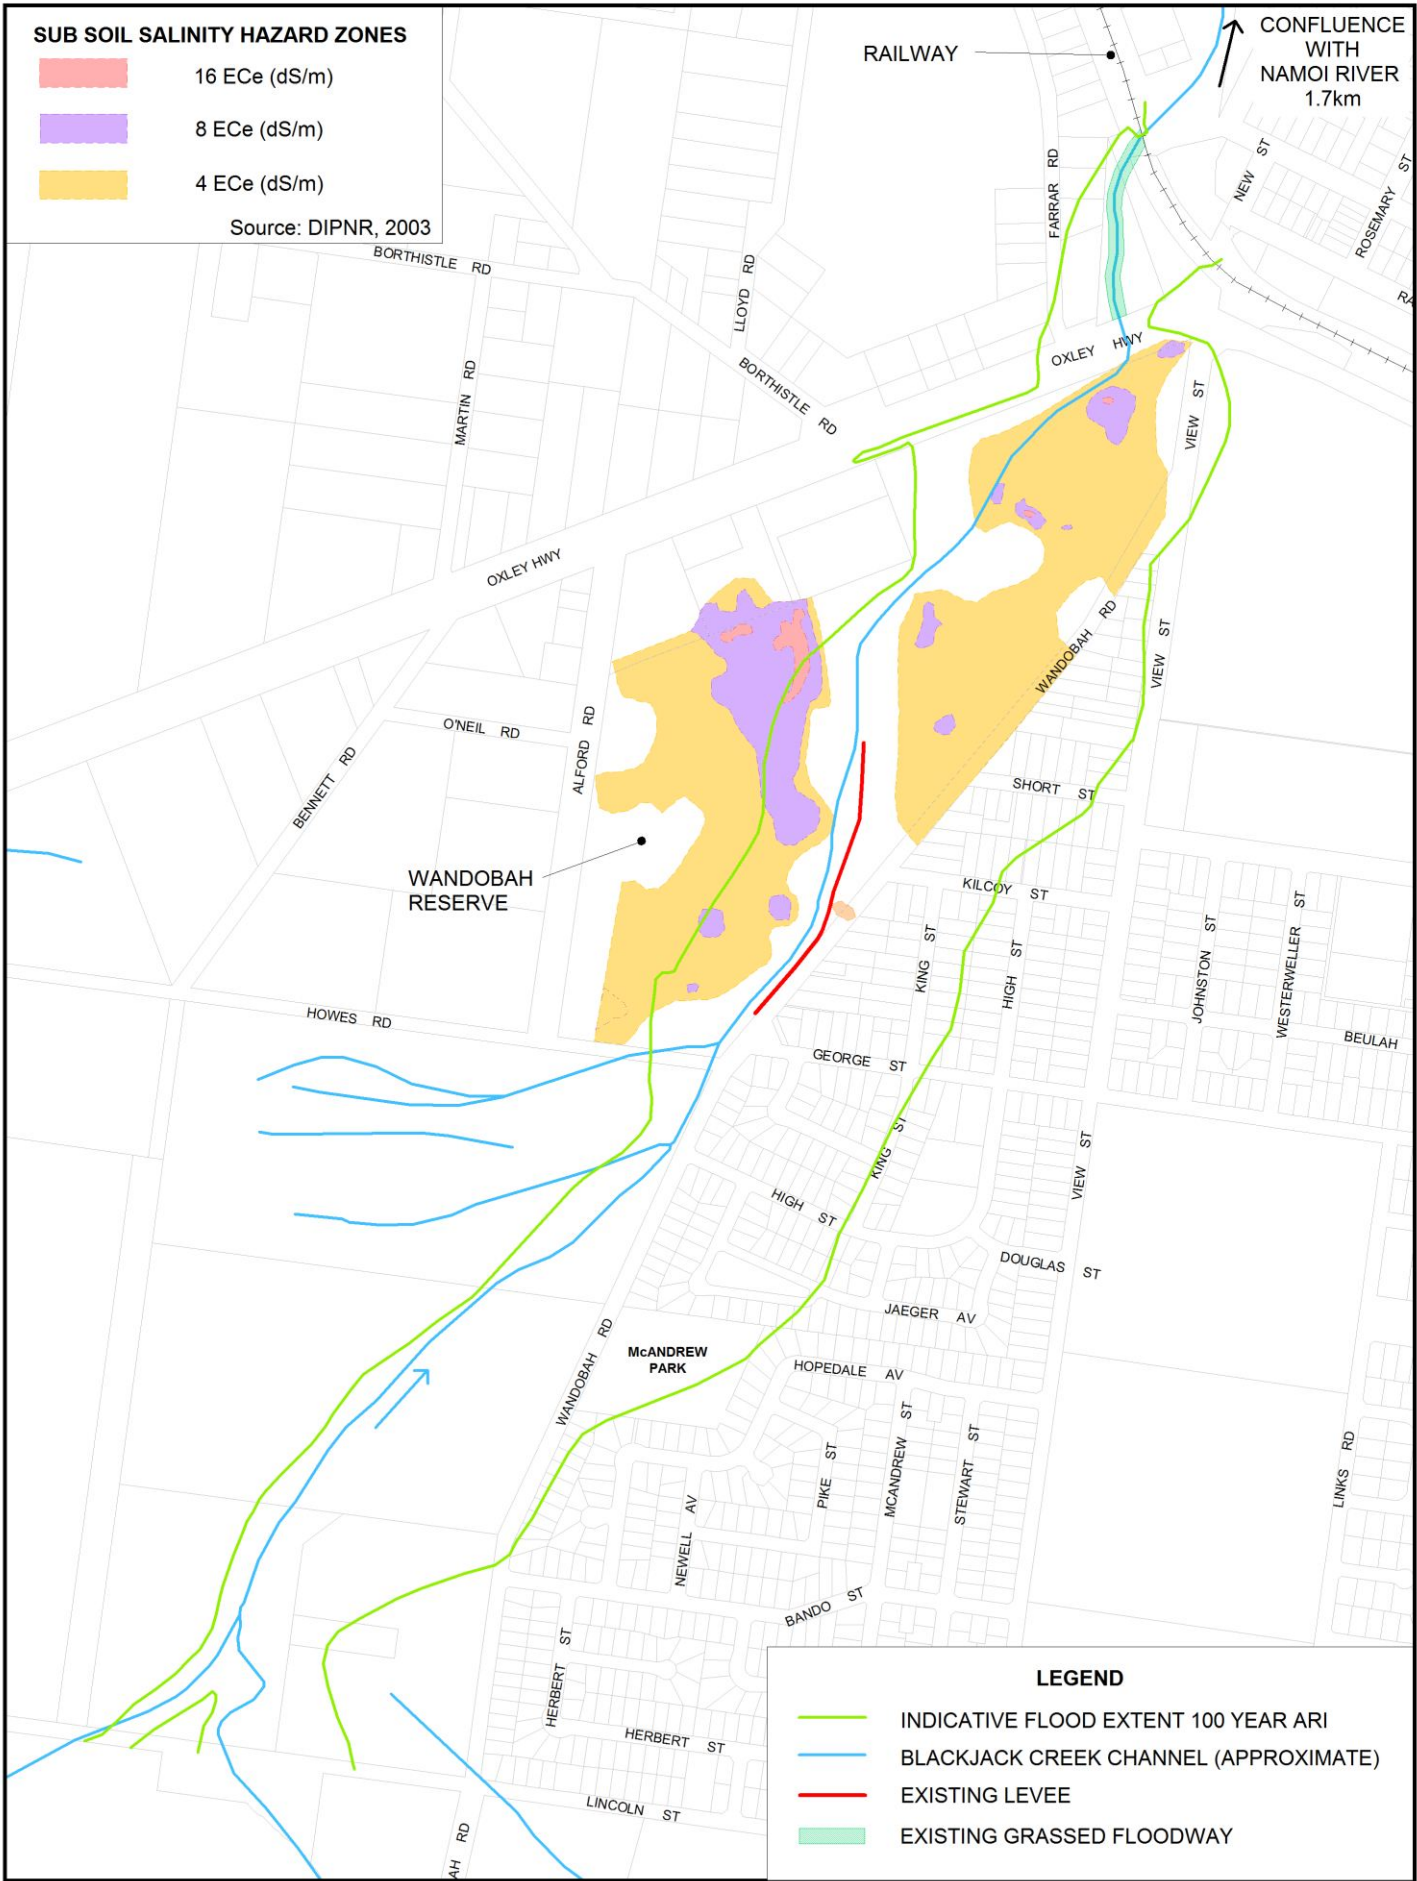 SUB SOIL SALINITY HAZARD ZONES
16 ECe (dS/m)
8 ECe (dS/m)
4 ECe (dS/m)
Source: DIPNR, 2003
RAILWAY
CONFLUENCE
WITH
NAMOI RIVER
1.7km
FARRAR RD
NEW ST
ROSEMARY ST
RA
BORTHISTLE RD
LLOYD RD
MARTIN RD
BORTHISTLE RD
OXLEY HWY
VIEW ST
OXLEY HWY
WANDOBAH RD
VIEW ST
O'NEIL RD
ALFORD RD
BENNETT RD
SHORT ST
WANDOBAH
RESERVE
KILCOY ST
KING ST
HIGH ST
JOHNSTON ST
WESTERWELLER ST
BEULAH
HOWES RD
GEORGE ST
KING ST
VIEW ST
HIGH ST
DOUGLAS ST
JAEGER AV
WANDOBAH RD
McANDREW
PARK
HOPEDALE AV
PIKE ST
MCANDREW ST
STEWART ST
LINKS RD
NEWELL AV
BANDO ST
HERBERT ST
HERBERT ST
LINCOLN ST
AH RD
LEGEND
INDICATIVE FLOOD EXTENT 100 YEAR ARI
BLACKJACK CREEK CHANNEL (APPROXIMATE)
EXISTING LEVEE
EXISTING GRASSED FLOODWAY